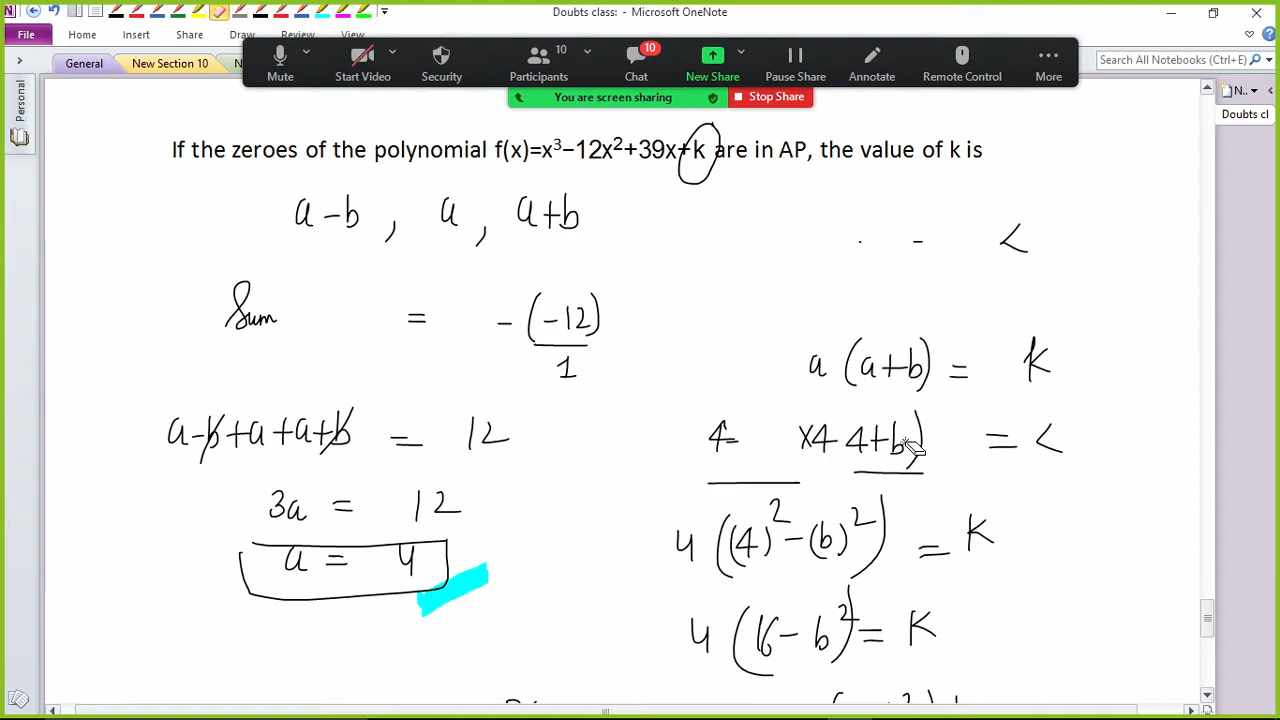 Doubts class: - Microsoft OneNote
File Home Insert Share Draw Review View
10 10
Mute Start Video Security Participants Chat New Share Pause Share Annotate Remote Control More
General New Section 10 N
Search All Notebooks (Ctrl+E)
You are screen sharing Stop Share
Personal
N..
Doubts cl
If the zeroes of the polynomial f(x)=x³−12x²+39x+k are in AP, the value of k is
a-b , a , a+b
Sum = -(-12)
1
a-b+a+a+b = 12
3a = 12
a = 4
a (a+b) = K
4= x4 4+b) = <
4((4)²-(b)²) = K
4(16-b²) = K